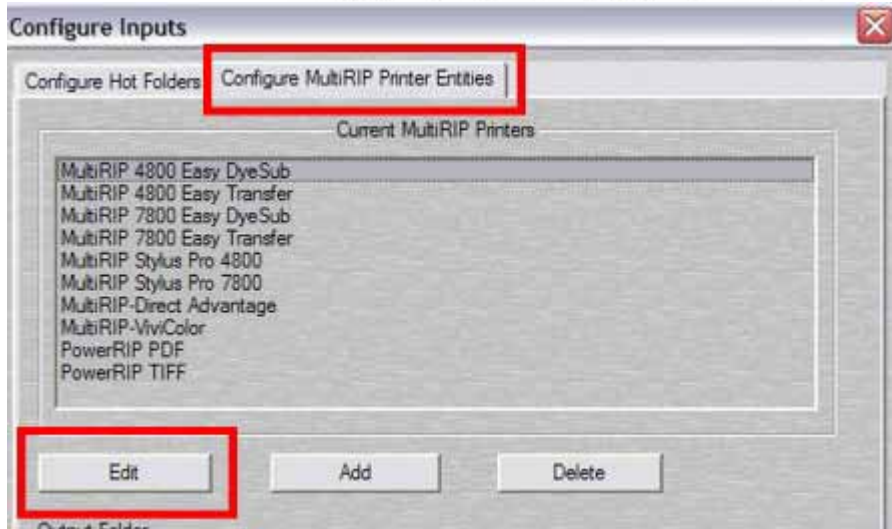 Configure Inputs
Configure Hot Folders
Configure MultiRIP Printer Entities
Current MultiRIP Printers
MultiRIP 4800 Easy DyeSub
MultiRIP 4800 Easy Transfer
MultiRIP 7800 Easy DyeSub
MultiRIP 7800 Easy Transfer
MultiRIP Stylus Pro 4800
MultiRIP Stylus Pro 7800
MultiRIP-Direct Advantage
MultiRIP-ViviColor
PowerRIP PDF
PowerRIP TIFF
Edit
Add
Delete
Output Folder